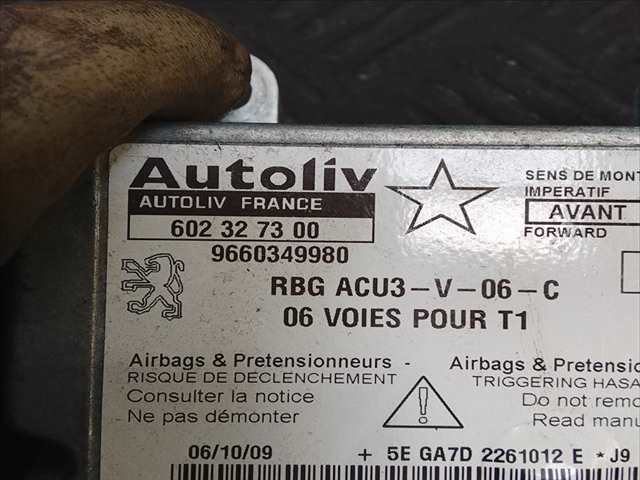 Autoliv
AUTOLIV FRANCE
602 32 73 00
9660349980
SENS DE MONT
IMPERATIF
AVANT
FORWARD
RBG ACU3-V-06-C
06 VOIES POUR T1
Airbags & Pretensionneurs -
RISQUE DE DECLENCHEMENT
Consulter la notice
Ne pas démonter
Airbags & Pretensio
TRIGGERING HASA
Do not remo
Read manu
06/10/09 + 5E GA7D 2261012 E *J9